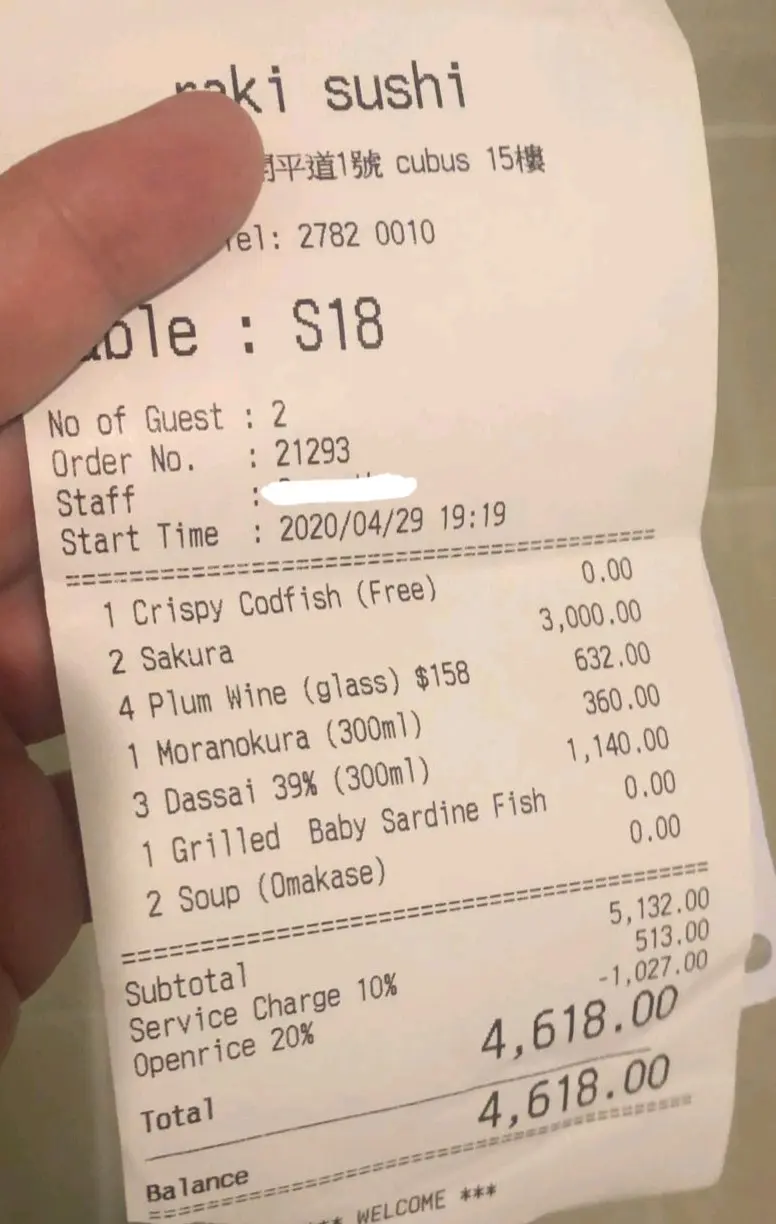 sushi
平道1號 cubus 15樓
Tel: 2782 0010
: S18
No of Guest : 2
Order No. : 21293
Staff :
Start Time : 2020/04/29 19:19
1 Crispy Codfish (Free) 0.00
2 Sakura 3,000.00
4 Plum Wine (glass) $158 632.00
1 Moranokura (300ml) 360.00
3 Dassai 39% (300ml) 1,140.00
1 Grilled Baby Sardine Fish 0.00
2 Soup (Omakase) 0.00
Subtotal 5,132.00
Service Charge 10% 513.00
Openrice 20% -1,027.00
Total 4,618.00
Balance 4,618.00
WELCOME ***